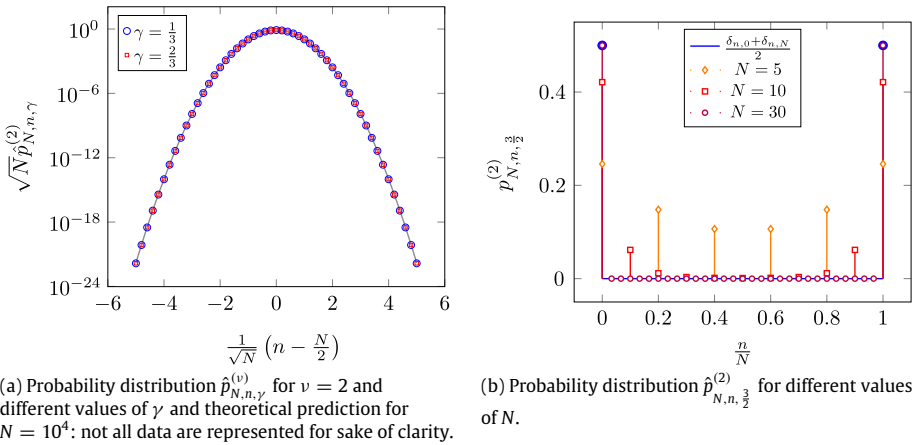 10^0
10^{-6}
10^{-12}
10^{-18}
10^{-24}
√N p̂^{(2)}_{N,n,γ}
γ = 1/3
γ = 2/3
−6 −4 −2 0 2 4 6
1/√N (n − N/2)
(a) Probability distribution p̂^{(ν)}_{N,n,γ} for ν = 2 and
different values of γ and theoretical prediction for
N = 10^4: not all data are represented for sake of clarity.
0.4
0.2
0
p^{(2)}_{N,n,3/2}
(δ_{n,0}+δ_{n,N})/2
N = 5
N = 10
N = 30
0 0.2 0.4 0.6 0.8 1
n/N
(b) Probability distribution p̂^{(2)}_{N,n,3/2} for different values
of N.